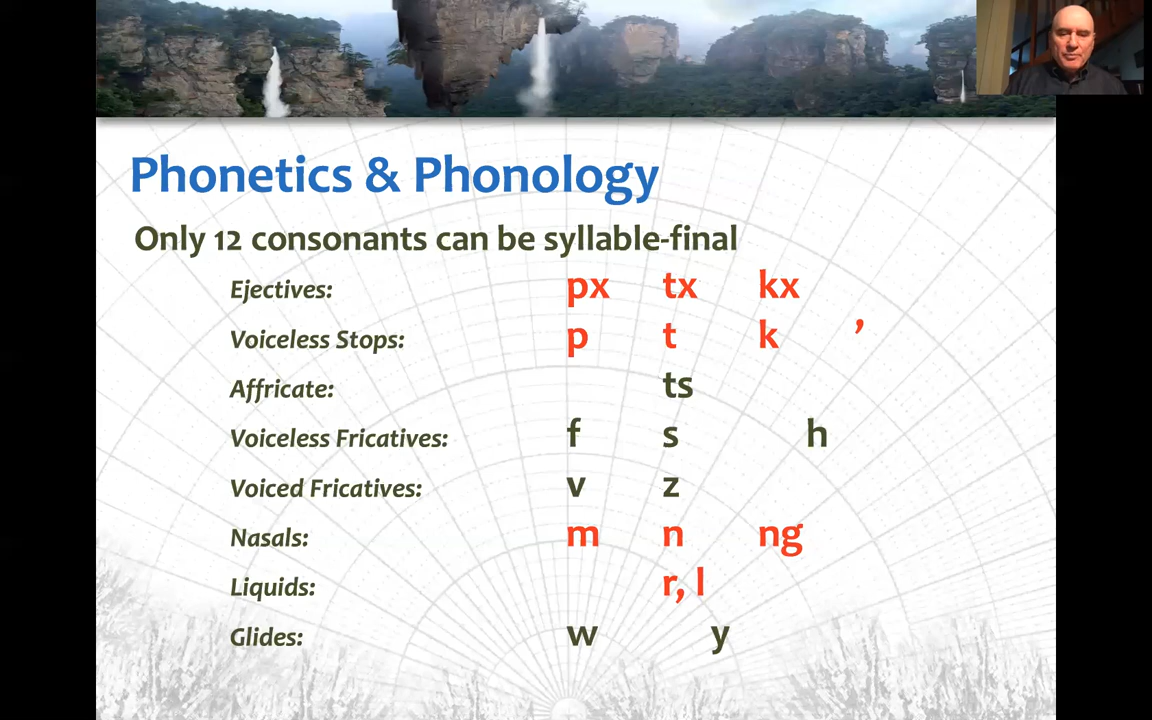 Phonetics & Phonology
Only 12 consonants can be syllable-final
Ejectives: px tx kx
Voiceless Stops: p t k ’
Affricate: ts
Voiceless Fricatives: f s h
Voiced Fricatives: v z
Nasals: m n ng
Liquids: r, l
Glides: w y